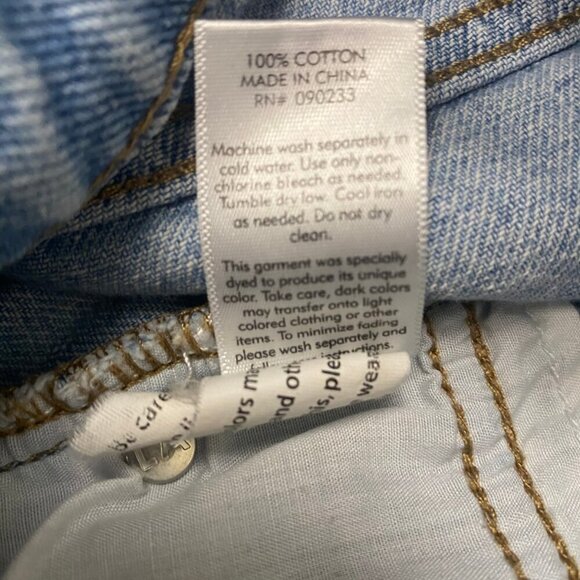 100% COTTON
MADE IN CHINA
RN# 090233
Machine wash separately in
cold water. Use only non-
chlorine bleach as needed.
Tumble dry low. Cool iron
as needed. Do not dry
clean.
This garment was specially
dyed to produce its unique
color. Take care, dark colors
may transfer onto light
colored clothing or other
items. To minimize fading
please wash separately and
instructions.